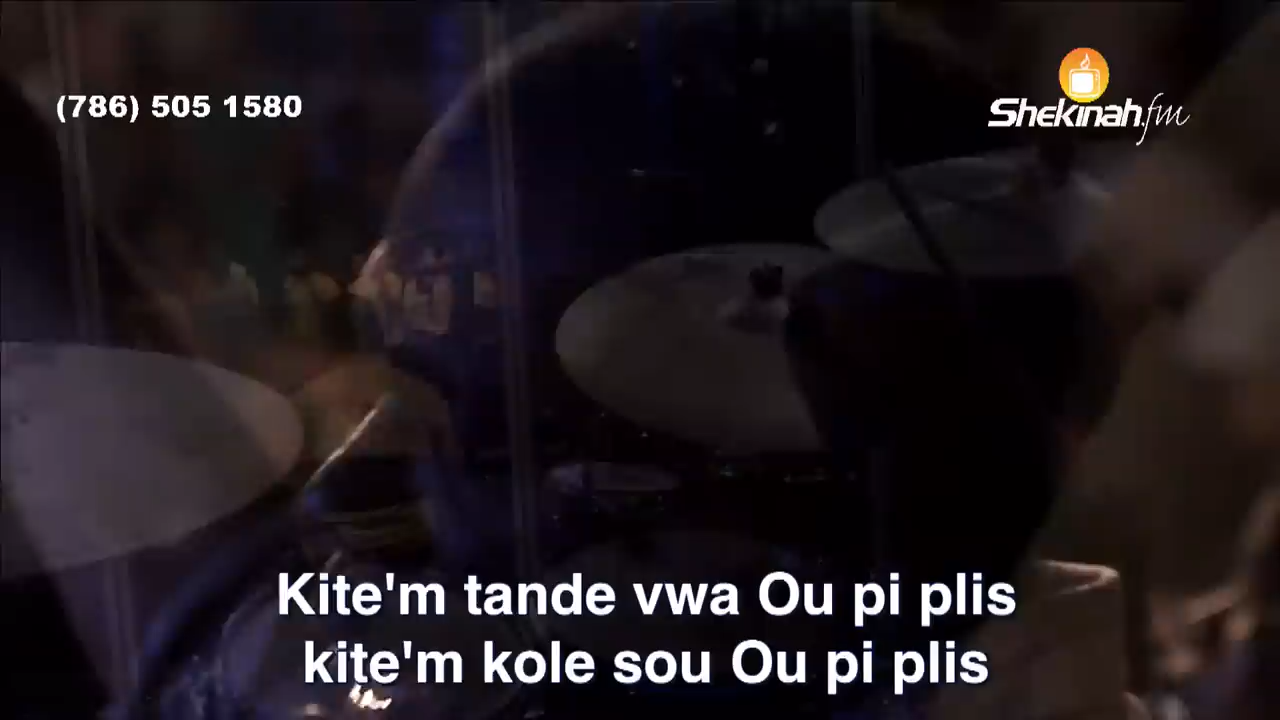 (786) 505 1580
Shekinah.fm
Kite'm tande vwa Ou pi plis
kite'm kole sou Ou pi plis